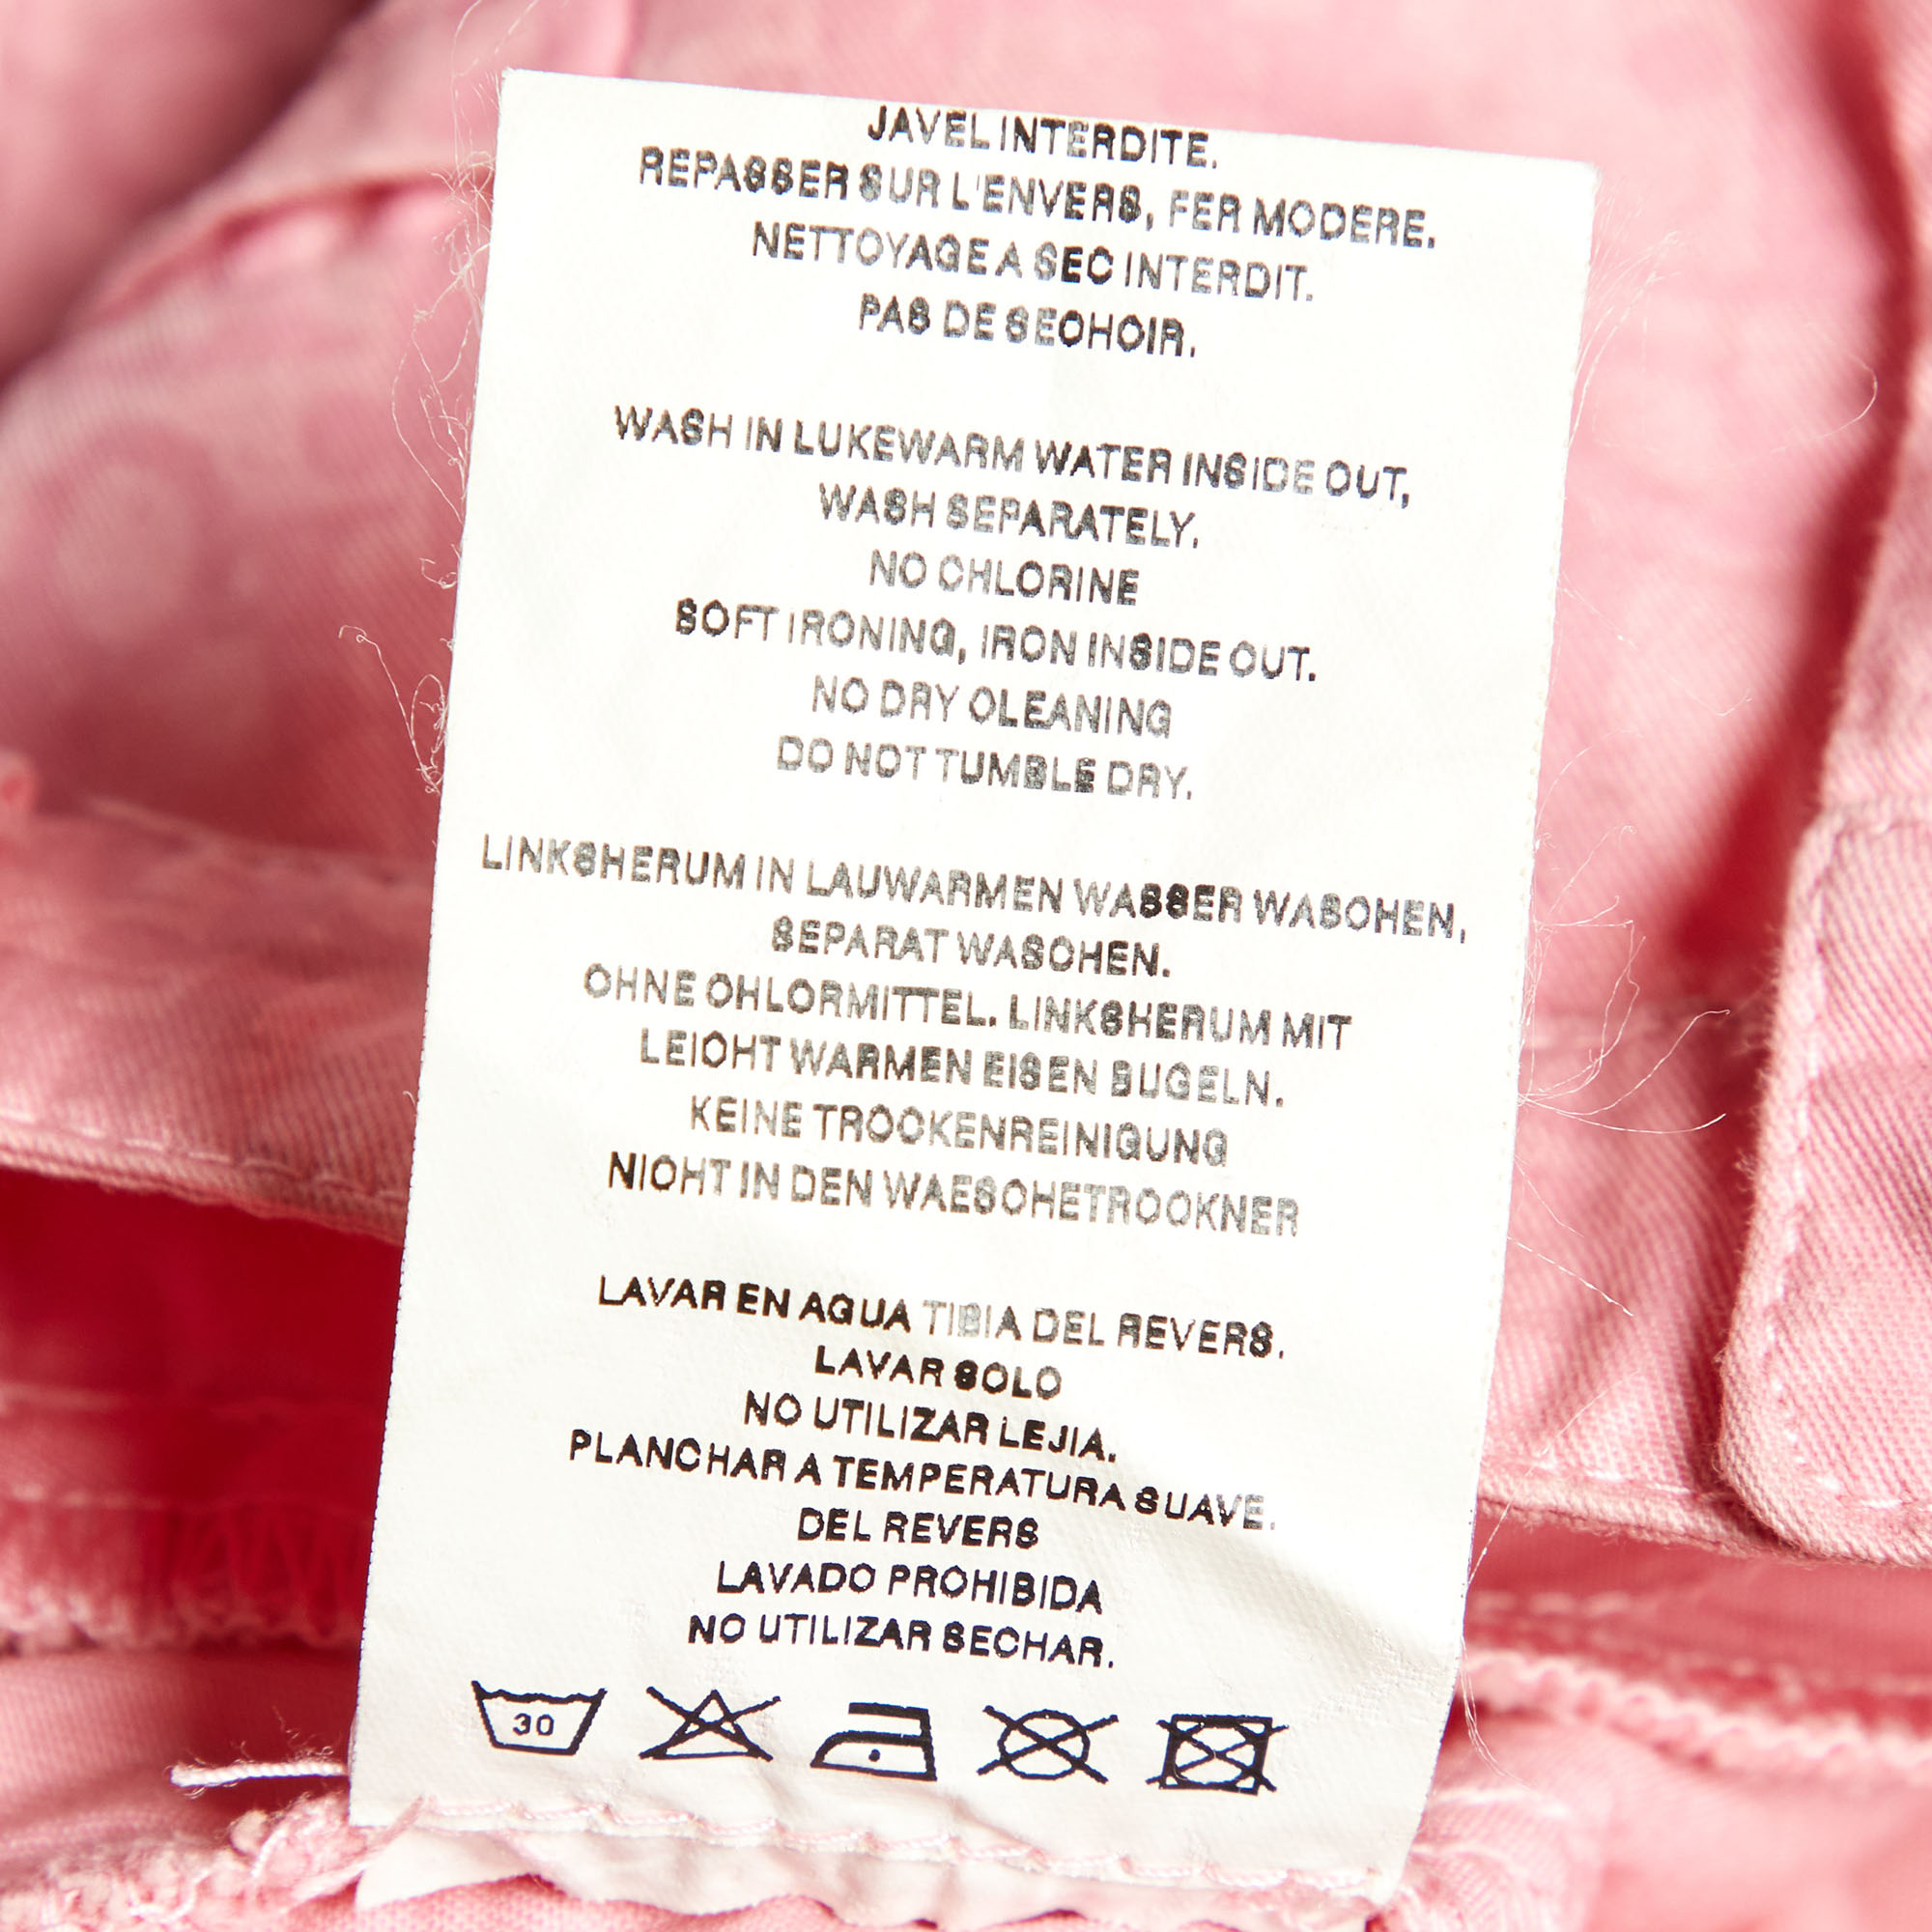 JAVEL INTERDITE.
REPASSER SUR L'ENVERS, FER MODERE.
NETTOYAGE A SEC INTERDIT.
PAS DE SECHOIR.
WASH IN LUKEWARM WATER INSIDE OUT,
WASH SEPARATELY.
NO CHLORINE
SOFT IRONING, IRON INSIDE OUT.
NO DRY CLEANING
DO NOT TUMBLE DRY.
LINKSHERUM IN LAUWARMEN WASSER WASCHEN,
SEPARAT WASCHEN.
OHNE CHLORMITTEL. LINKSHERUM MIT
LEICHT WARMEN EISEN BUGELN.
KEINE TROCKENREINIGUNG
NICHT IN DEN WAESCHETROCKNER
LAVAR EN AGUA TIBIA DEL REVERS.
LAVAR SOLO
NO UTILIZAR LEJIA.
PLANCHAR A TEMPERATURA SUAVE.
DEL REVERS
LAVADO PROHIBIDA
NO UTILIZAR SECHAR.
30